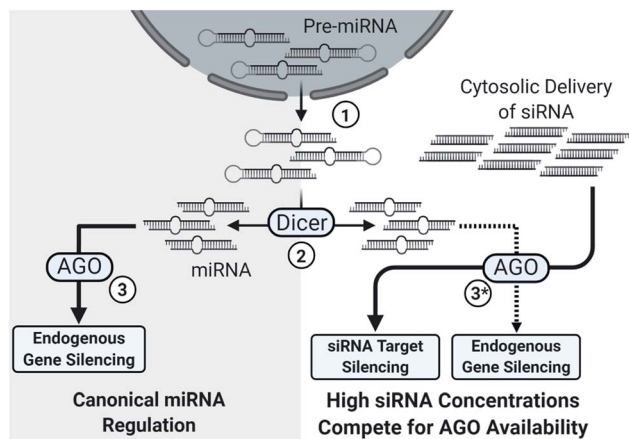 Pre-miRNA
1
Cytosolic Delivery
of siRNA
Dicer
2
miRNA
AGO
3
AGO
3*
Endogenous
Gene Silencing
siRNA Target
Silencing
Endogenous
Gene Silencing
Canonical miRNA
Regulation
High siRNA Concentrations
Compete for AGO Availability